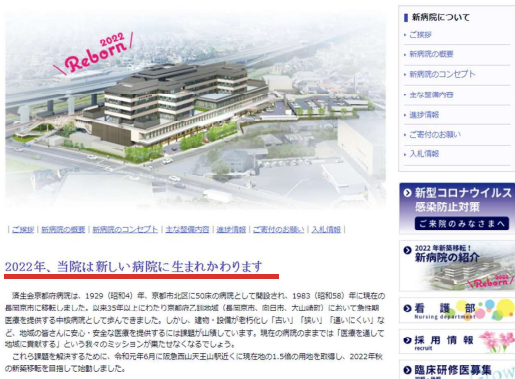 2022
Reborn!
新病院について
ご挨拶
新病院の概要
新病院のコンセプト
主な整備内容
進捗情報
ご寄付のお願い
入札情報
新型コロナウイルス
感染防止対策
ご来院のみなさまへ
2022年新築移転!
新病院の紹介
Reborn!
看護部
Nursing department
採用情報
recruit
臨床研修医募集
|ご挨拶|新病院の概要|新病院のコンセプト|主な整備内容|進捗情報|ご寄付のお願い|入札情報|
2022年、当院は新しい病院に生まれかわります
済生会京都府病院は、1929(昭和4)年、京都市北区に50床の病院として開設され、1983(昭和58)年に現在の
長岡京市に移転しました。以来35年以上にわたり京都府乙訓地域(長岡京市、向日市、大山崎町)において急性期
医療を提供する中核病院として歩んできました。しかし、建物・設備が老朽化し「古い」「狭い」「遠いにくい」な
ど、地域の皆さんに安心・安全な医療を提供するには課題が山積しています。現在の病院のままでは「医療を通して
地域に貢献する」という我々のミッションが果たせなくなるでしょう。
これら課題を解決するために、令和元年6月に阪急西山天王山駅近くに現在地の1.5倍の用地を取得し、2022年秋
の新築移転を目指して始動しました。